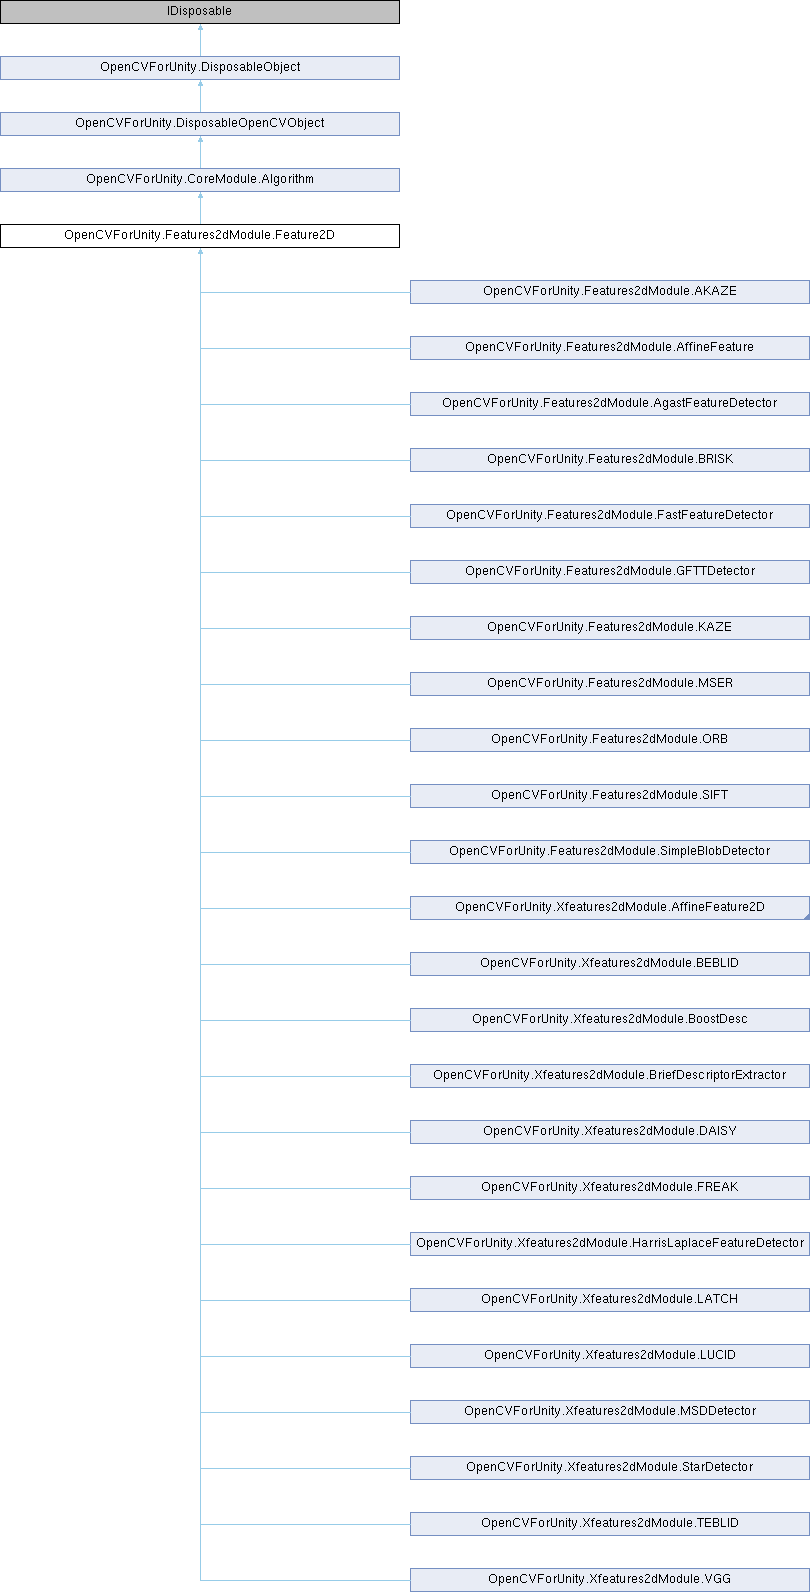 IDisposable
OpenCVForUnity.DisposableObject
OpenCVForUnity.DisposableOpenCVObject
OpenCVForUnity.CoreModule.Algorithm
OpenCVForUnity.Features2dModule.Feature2D
OpenCVForUnity.Features2dModule.AKAZE
OpenCVForUnity.Features2dModule.AffineFeature
OpenCVForUnity.Features2dModule.AgastFeatureDetector
OpenCVForUnity.Features2dModule.BRISK
OpenCVForUnity.Features2dModule.FastFeatureDetector
OpenCVForUnity.Features2dModule.GFTTDetector
OpenCVForUnity.Features2dModule.KAZE
OpenCVForUnity.Features2dModule.MSER
OpenCVForUnity.Features2dModule.ORB
OpenCVForUnity.Features2dModule.SIFT
OpenCVForUnity.Features2dModule.SimpleBlobDetector
OpenCVForUnity.Xfeatures2dModule.AffineFeature2D
OpenCVForUnity.Xfeatures2dModule.BEBLID
OpenCVForUnity.Xfeatures2dModule.BoostDesc
OpenCVForUnity.Xfeatures2dModule.BriefDescriptorExtractor
OpenCVForUnity.Xfeatures2dModule.DAISY
OpenCVForUnity.Xfeatures2dModule.FREAK
OpenCVForUnity.Xfeatures2dModule.HarrisLaplaceFeatureDetector
OpenCVForUnity.Xfeatures2dModule.LATCH
OpenCVForUnity.Xfeatures2dModule.LUCID
OpenCVForUnity.Xfeatures2dModule.MSDDetector
OpenCVForUnity.Xfeatures2dModule.StarDetector
OpenCVForUnity.Xfeatures2dModule.TEBLID
OpenCVForUnity.Xfeatures2dModule.VGG